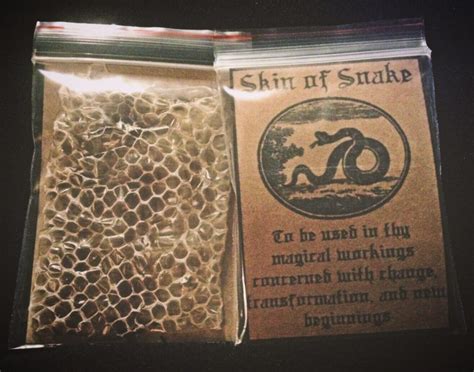 Skin of Snake
To be used in thy
magical workings
concerned with change,
transformation, and new
beginnings